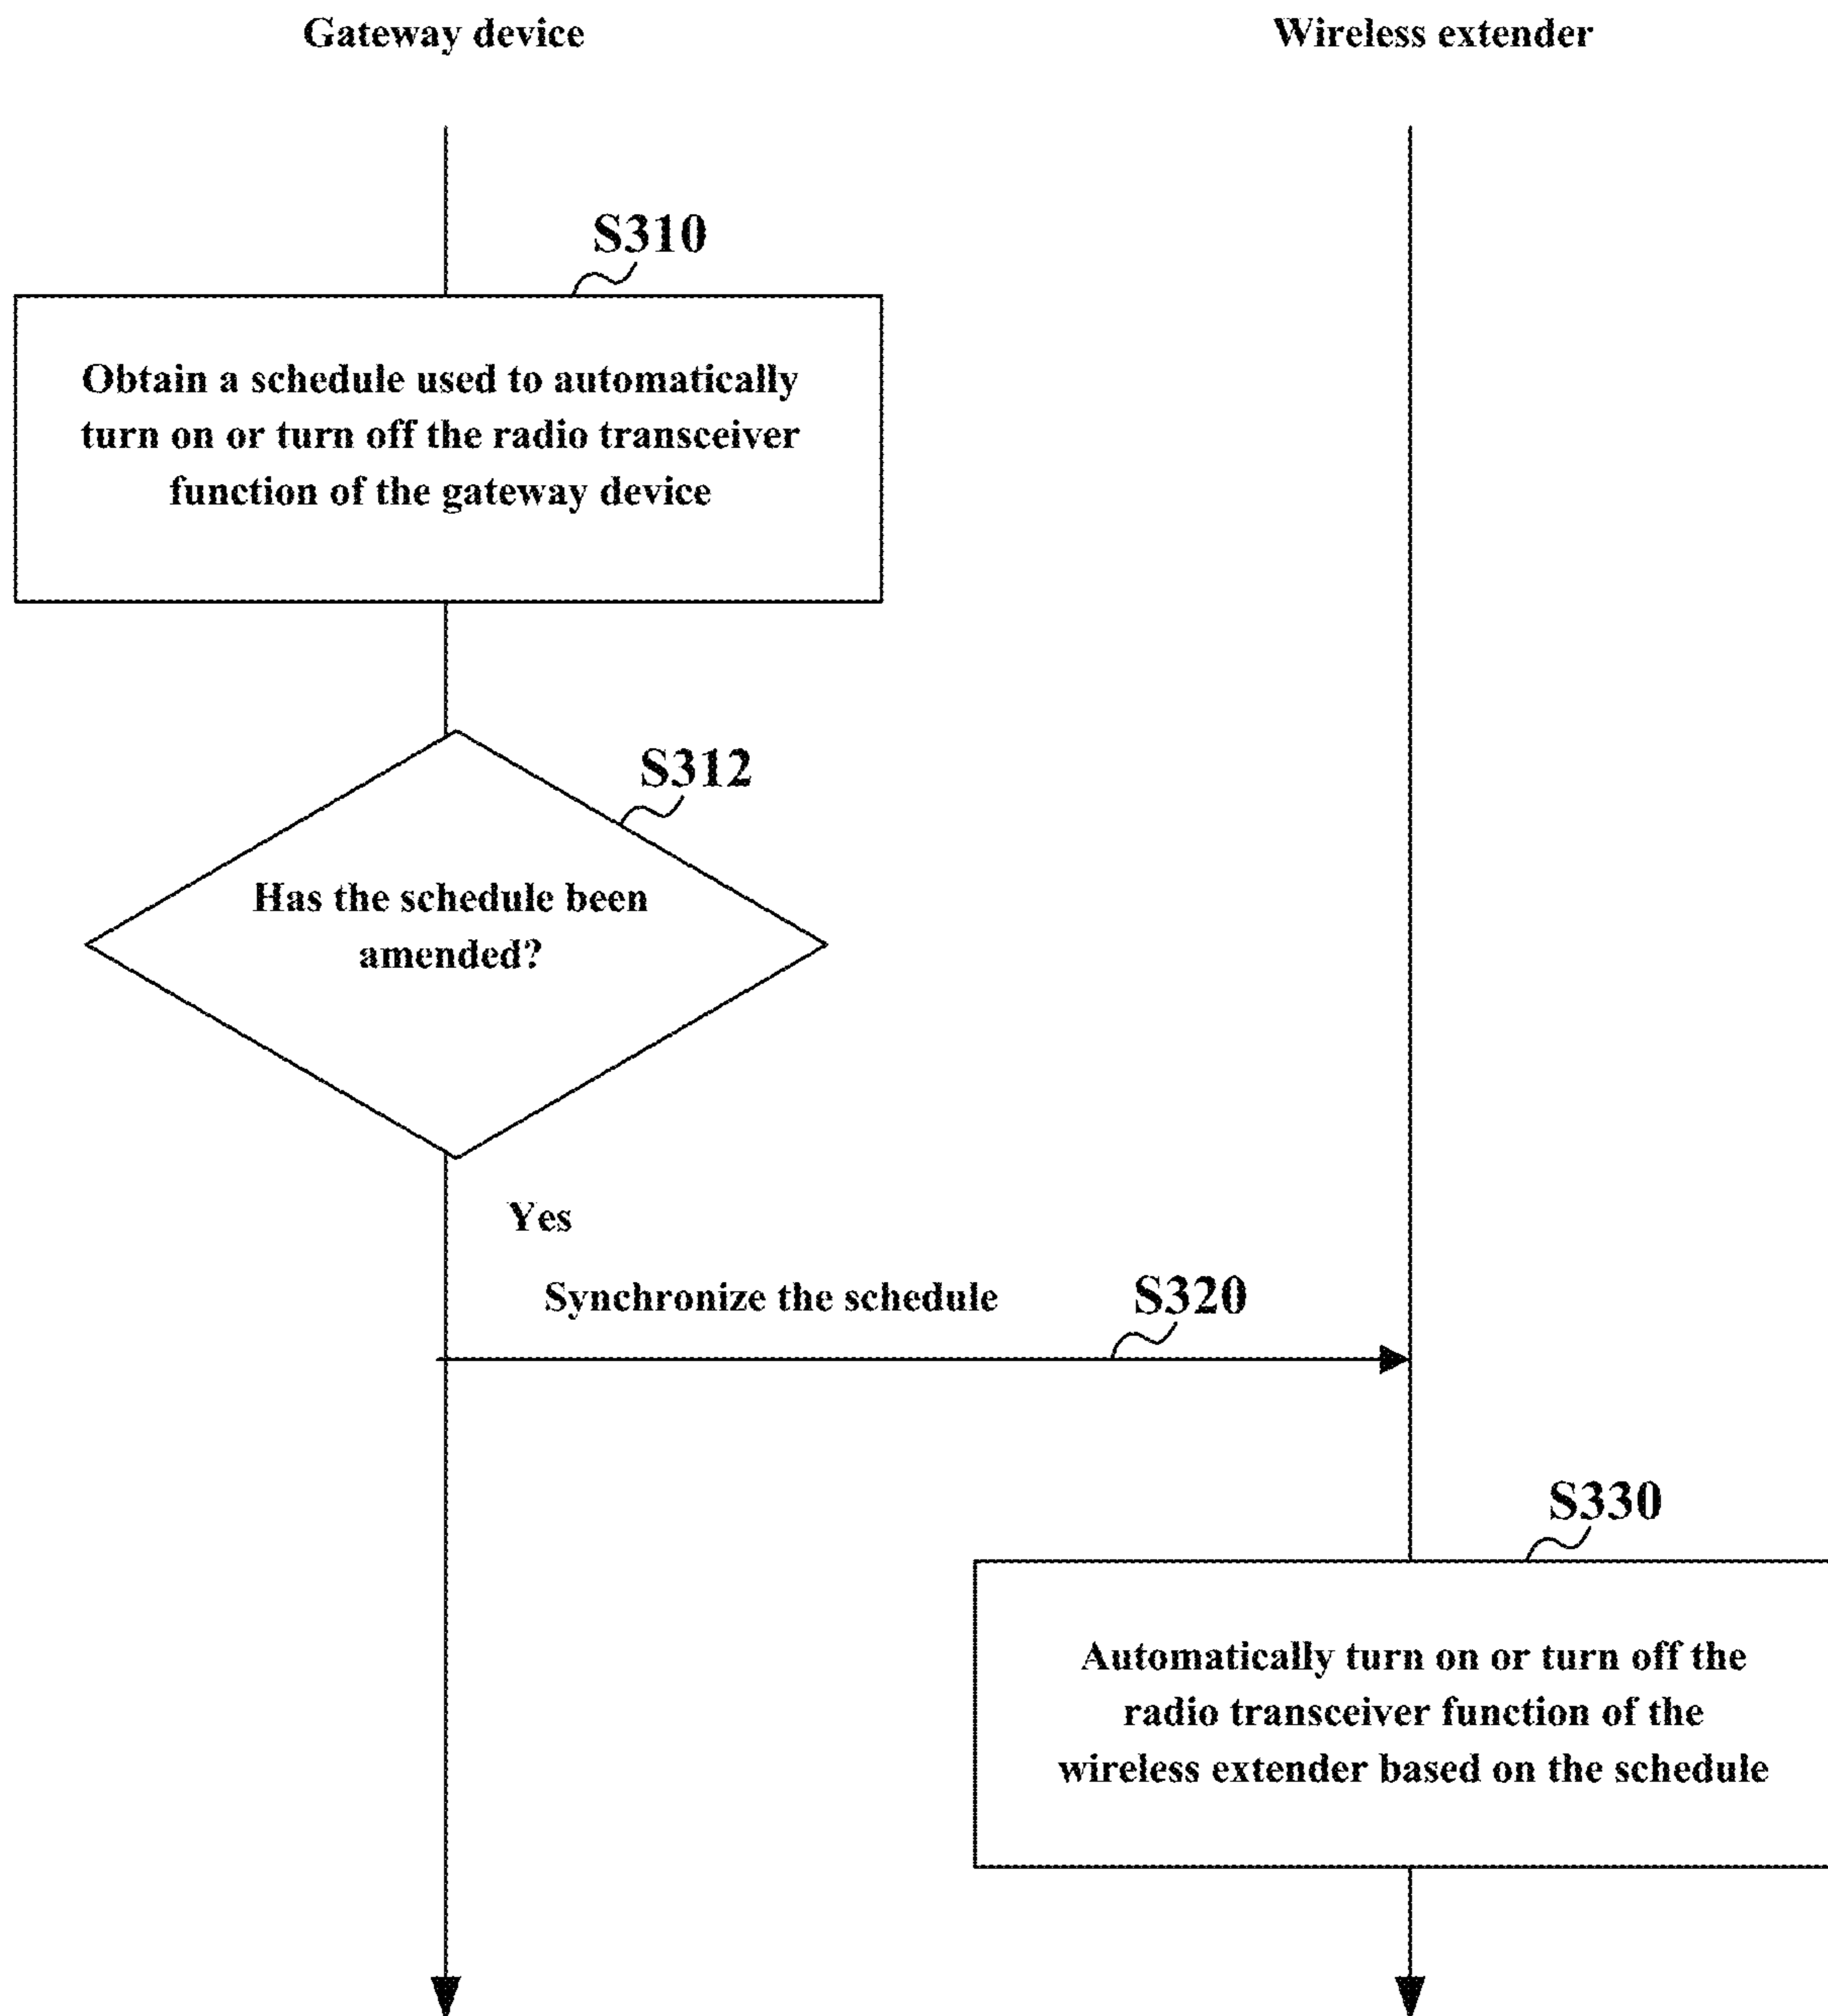 Gateway device
Wireless extender
S310
Obtain a schedule used to automatically
turn on or turn off the radio transceiver
function of the gateway device
S312
Has the schedule been
amended?
Yes
Synchronize the schedule
S320
S330
Automatically turn on or turn off the
radio transceiver function of the
wireless extender based on the schedule